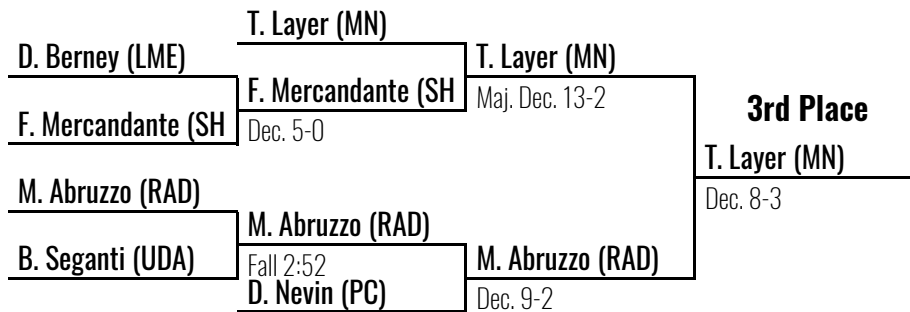 T. Layer (MN)
D. Berney (LME)
T. Layer (MN)
F. Mercandante (SH
Maj. Dec. 13-2
3rd Place
F. Mercandante (SH
Dec. 5-0
T. Layer (MN)
M. Abruzzo (RAD)
Dec. 8-3
M. Abruzzo (RAD)
B. Seganti (UDA)
Fall 2:52
M. Abruzzo (RAD)
D. Nevin (PC)
Dec. 9-2